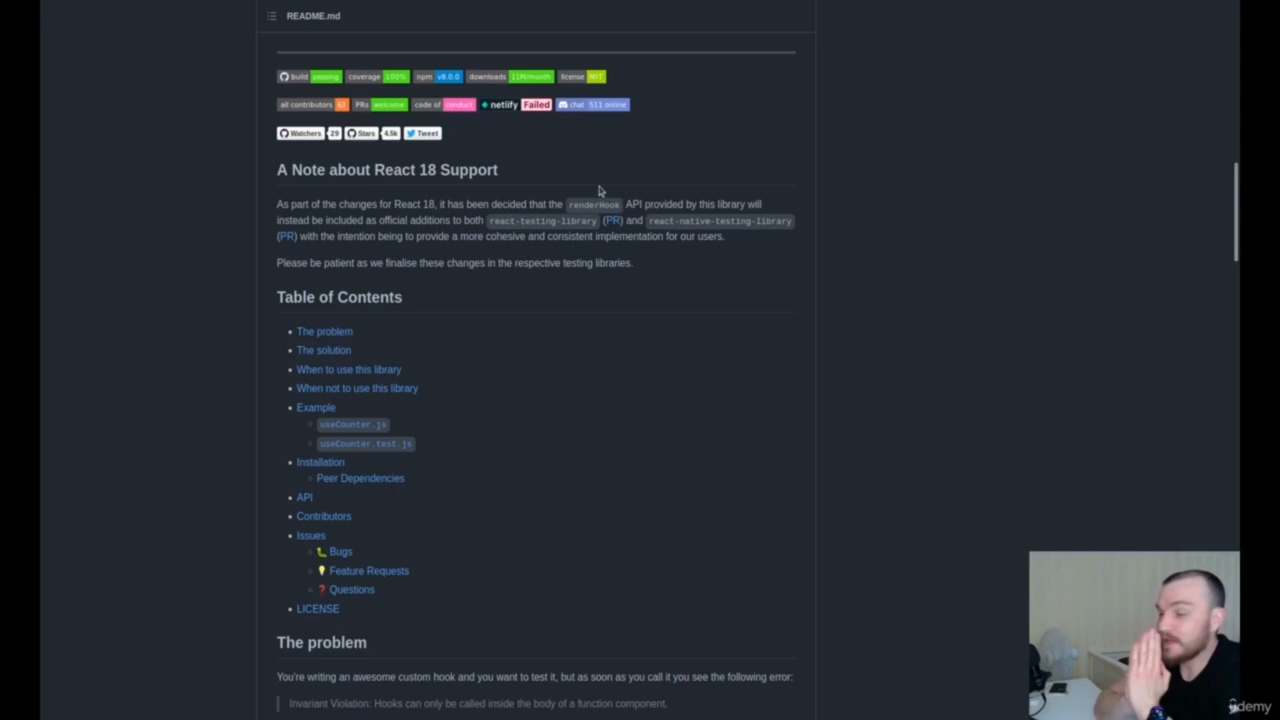 README.md
build passing coverage 100% npm v8.0.0 downloads 11M/month license MIT
all contributors 63 PRs welcome code of conduct netlify Failed chat 511 online
Watchers 29 Stars 4.5k Tweet
A Note about React 18 Support
As part of the changes for React 18, it has been decided that the renderHook API provided by this library will
instead be included as official additions to both react-testing-library (PR) and react-native-testing-library
(PR) with the intention being to provide a more cohesive and consistent implementation for our users.
Please be patient as we finalise these changes in the respective testing libraries.
Table of Contents
The problem
The solution
When to use this library
When not to use this library
Example
useCounter.js
useCounter.test.js
Installation
Peer Dependencies
API
Contributors
Issues
🐛 Bugs
💡 Feature Requests
❓ Questions
LICENSE
The problem
You're writing an awesome custom hook and you want to test it, but as soon as you call it you see the following error:
Invariant Violation: Hooks can only be called inside the body of a function component.
ûdemy